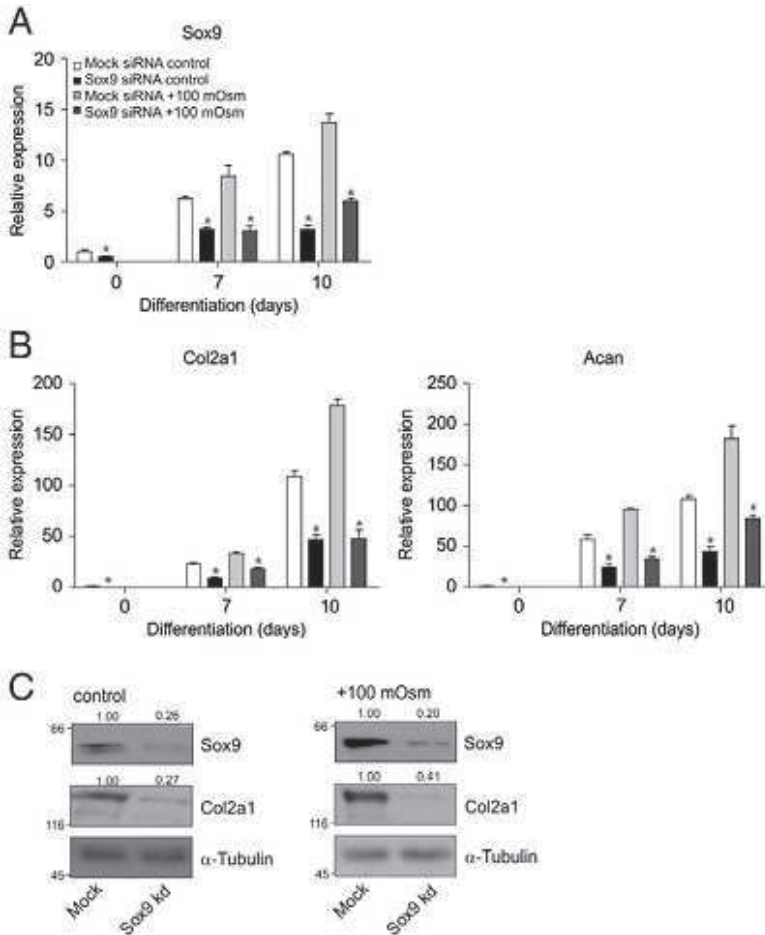 A
Sox9
Mock siRNA control
Sox9 siRNA control
Mock siRNA +100 mOsm
Sox9 siRNA +100 mOsm
Relative expression
20
15
10
5
0
* * * * *
0 7 10
Differentiation (days)
B
Col2a1
Relative expression
200
150
100
50
0
* * * * *
0 7 10
Differentiation (days)
Acan
Relative expression
250
200
150
100
50
0
* * * * *
0 7 10
Differentiation (days)
C
control
1.00 0.26
66
Sox9
1.00 0.27
116
Col2a1
45
α-Tubulin
Mock Sox9 kd
+100 mOsm
1.00 0.20
66
Sox9
1.00 0.41
116
Col2a1
45
α-Tubulin
Mock Sox9 kd